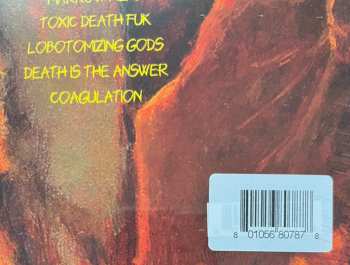 TOXIC DEATH FUK
LOBOTOMIZING GODS
DEATH IS THE ANSWER
COAGULATION
8 01056 80787 8